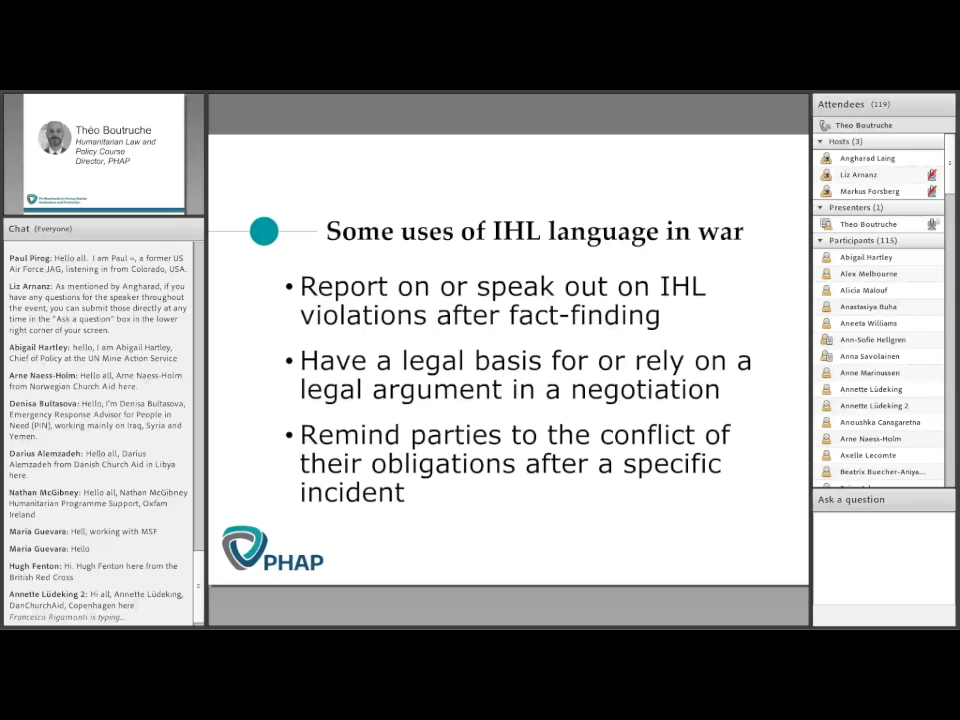 Théo Boutruche
Humanitarian Law and
Policy Course
Director, PHAP
Chat (Everyone)
Paul Pirog: Hello all. I am Paul =, a former US
Air Force JAG, listening in from Colorado, USA.
Liz Arnanz: As mentioned by Angharad, if you
have any questions for the speaker throughout
the event, you can submit those directly at any
time in the "Ask a question" box in the lower
right corner of your screen.
Abigail Hartley: hello, I am Abigail Hartley,
Chief of Policy at the UN Mine Action Service
Arne Naess-Holm: Hello all, Arne Naess-Holm
from Norwegian Church Aid here.
Denisa Bultasova: Hello, I'm Denisa Bultasova,
Emergency Response Advisor for People in
Need (PIN), working mainly on Iraq, Syria and
Yemen.
Darius Alemzadeh: Hello all, Darius
Alemzadeh from Danish Church Aid in Libya
here.
Nathan McGibney: Hello all, Nathan McGibney
Humanitarian Programme Support, Oxfam
Ireland
Maria Guevara: Hell, working with MSF
Maria Guevara: Hello
Hugh Fenton: Hi. Hugh Fenton here from the
British Red Cross
Annette Lüdeking 2: Hi all, Annette Lüdeking,
DanChurchAid, Copenhagen here
Francesco Rigamonti is typing...
Some uses of IHL language in war
• Report on or speak out on IHL
violations after fact-finding
• Have a legal basis for or rely on a
legal argument in a negotiation
• Remind parties to the conflict of
their obligations after a specific
incident
PHAP
Attendees (119)
Theo Boutruche
Hosts (3)
Angharad Laing
Liz Arnanz
Markus Forsberg
Presenters (1)
Theo Boutruche
Participants (115)
Abigail Hartley
Alex Melbourne
Alicia Malouf
Anastasiya Buha
Aneeta Williams
Ann-Sofie Hellgren
Anna Savolainen
Anne Marinussen
Annette Lüdeking
Annette Lüdeking 2
Anoushka Canagaretna
Arne Naess-Holm
Axelle Lecomte
Beatrix Buecher-Aniya...
Ask a question